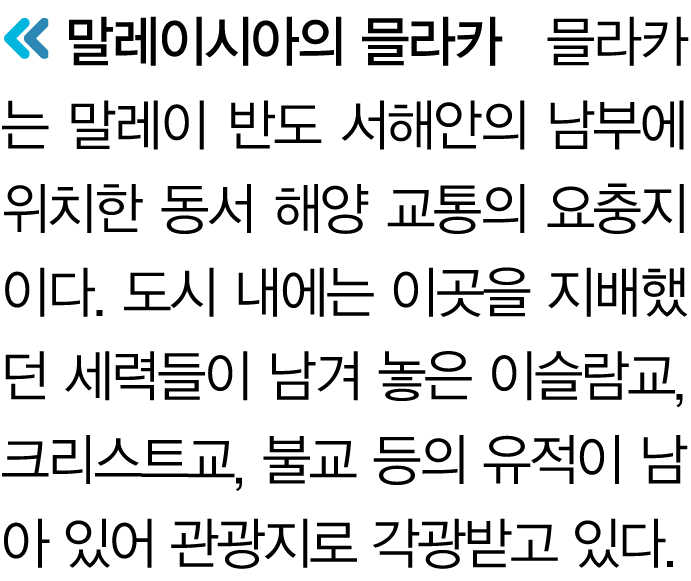 ≪ 말레이시아의 믈라카 믈라카
는 말레이 반도 서해안의 남부에
위치한 동서 해양 교통의 요충지
이다. 도시 내에는 이곳을 지배했
던 세력들이 남겨 놓은 이슬람교,
크리스트교, 불교 등의 유적이 남
아 있어 관광지로 각광받고 있다.